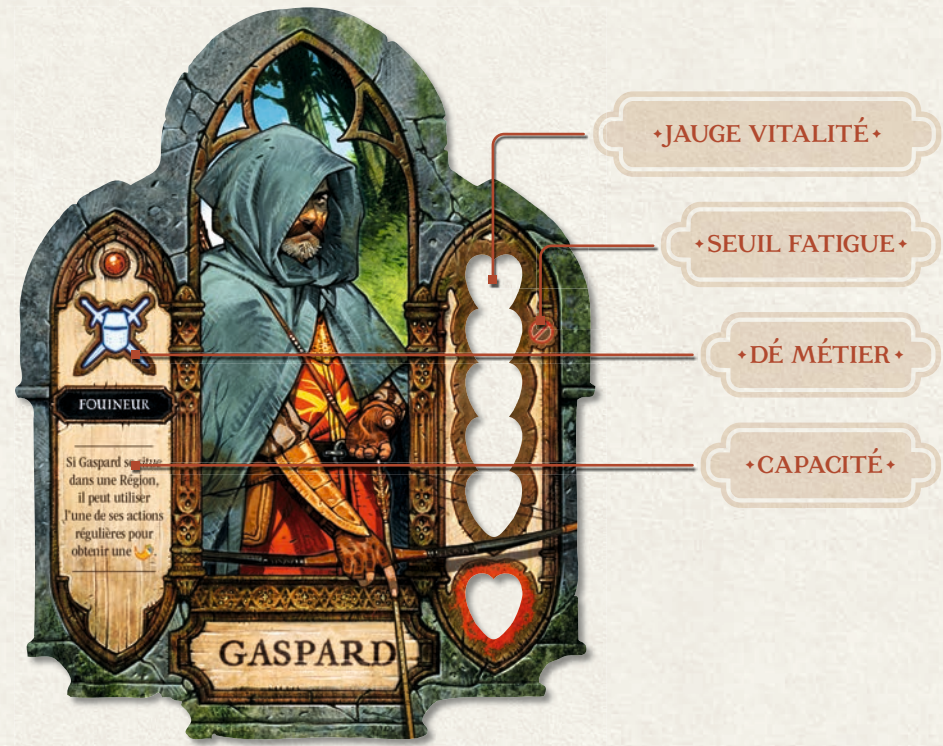 ✦JAUGE VITALITÉ✦
✦SEUIL FATIGUE✦
✦DÉ MÉTIER✦
✦CAPACITÉ✦
FOUINEUR
Si Gaspard se situe
dans une Région,
il peut utiliser
l'une de ses actions
régulières pour
obtenir une .
GASPARD